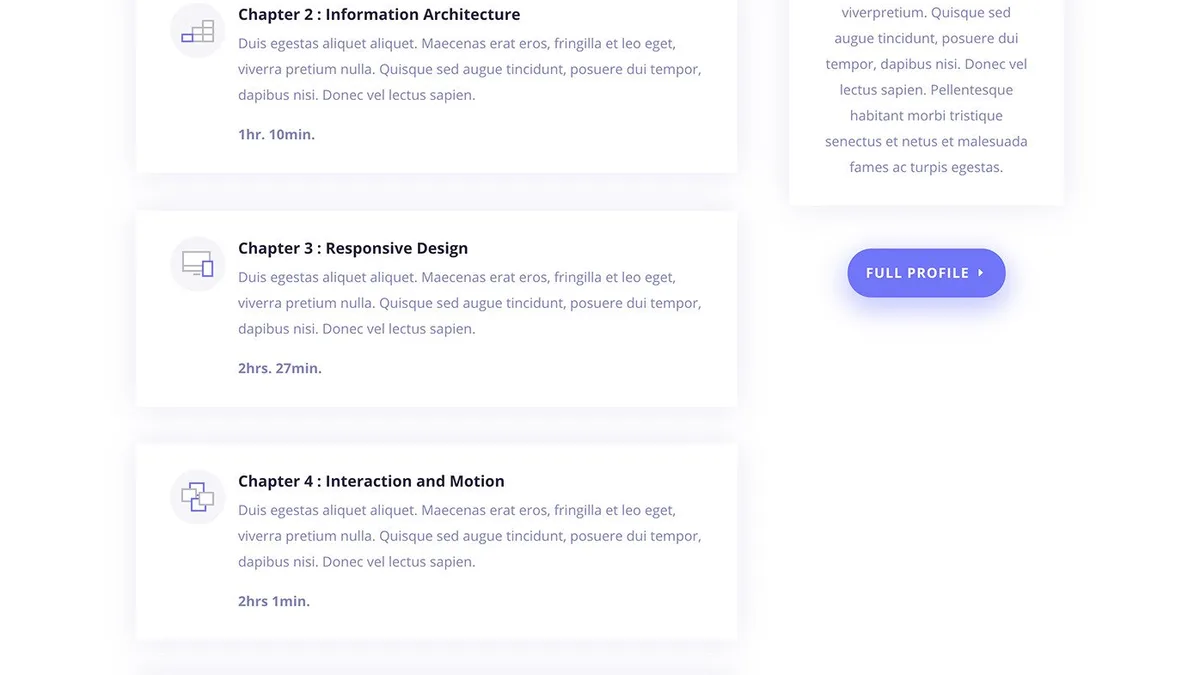 Chapter 2 : Information Architecture
Duis egestas aliquet aliquet. Maecenas erat eros, fringilla et leo eget,
viverra pretium nulla. Quisque sed augue tincidunt, posuere dui tempor,
dapibus nisi. Donec vel lectus sapien.
1hr. 10min.
Chapter 3 : Responsive Design
Duis egestas aliquet aliquet. Maecenas erat eros, fringilla et leo eget,
viverra pretium nulla. Quisque sed augue tincidunt, posuere dui tempor,
dapibus nisi. Donec vel lectus sapien.
2hrs. 27min.
Chapter 4 : Interaction and Motion
Duis egestas aliquet aliquet. Maecenas erat eros, fringilla et leo eget,
viverra pretium nulla. Quisque sed augue tincidunt, posuere dui tempor,
dapibus nisi. Donec vel lectus sapien.
2hrs 1min.
viverpretium. Quisque sed
augue tincidunt, posuere dui
tempor, dapibus nisi. Donec vel
lectus sapien. Pellentesque
habitant morbi tristique
senectus et netus et malesuada
fames ac turpis egestas.
FULL PROFILE